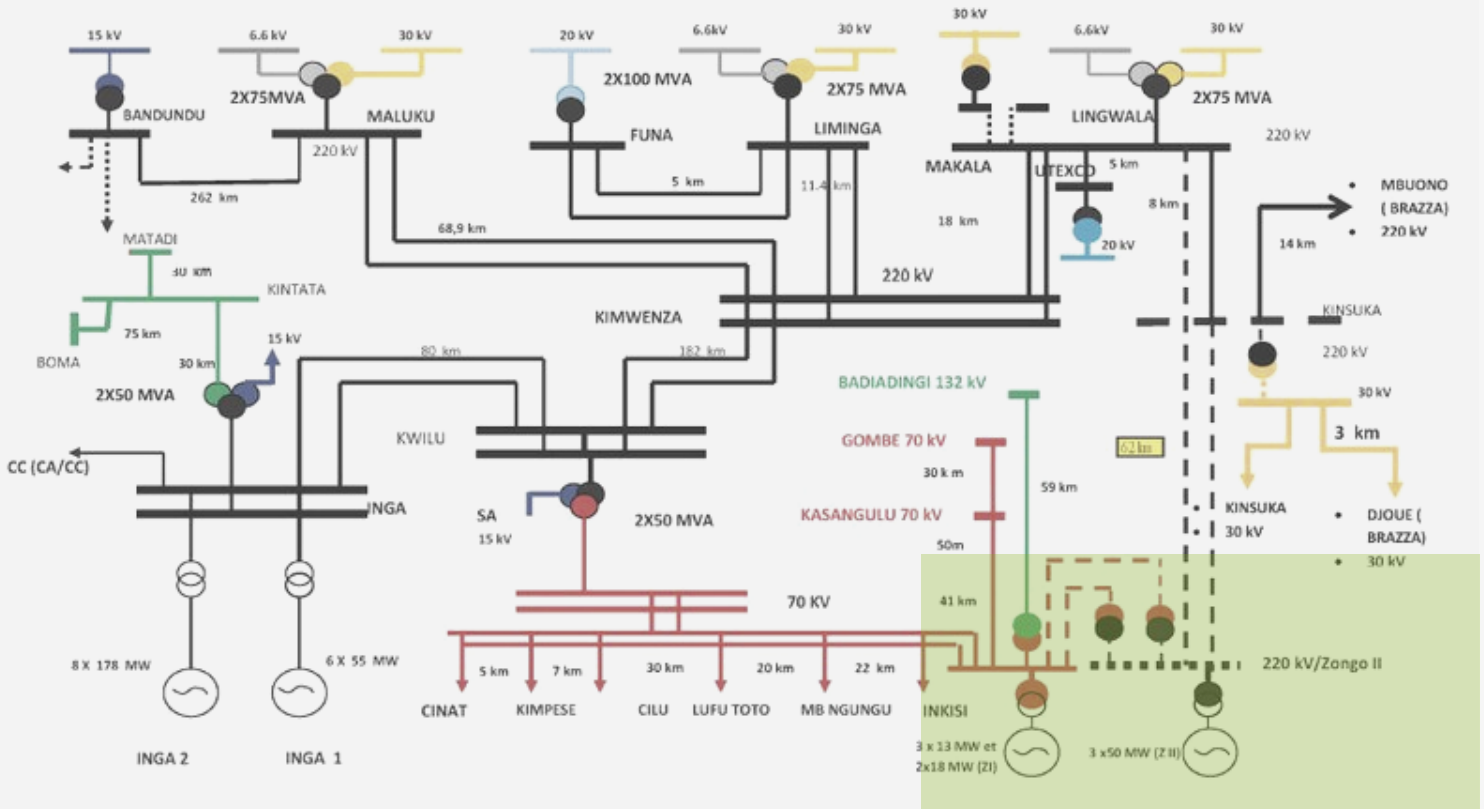 15 kV
6.6 kV
30 kV
20 kV
6.6kV
30 kV
30 kV
6.6kV
30 kV
2X75MVA
2X100 MVA
2X75 MVA
2X75 MVA
BANDUNDU
MALUKU
FUNA
LIMINGA
LINGWALA
220 kV
220 kV
MAKALA
UTEXCO
5 km
262 km
5 km
11.4 km
18 km
8 km
• MBUONO
( BRAZZA)
• 220 kV
68,9 km
20 kV
14 km
MATADI
30 km
KINTATA
220 kV
KIMWENZA
KINSUKA
75 km
BOMA
30 km
15 kV
80 km
182 km
220 kV
2X50 MVA
BADIADINGI 132 kV
30 kV
KWILU
GOMBE 70 kV
62km
3 km
CC (CA/CC)
30 k m
59 km
INGA
SA
15 kV
2X50 MVA
KASANGULU 70 kV
• KINSUKA
• 30 kV
• DJOUE (
BRAZZA)
• 30 kV
50m
70 KV
41 km
8 X 178 MW
6 X 55 MW
5 km
7 km
30 km
20 km
22 km
220 kV/Zongo II
CINAT
KIMPESE
CILU
LUFU TOTO
MB NGUNGU
INKISI
INGA 2
INGA 1
3 x 13 MW et
2x18 MW (ZI)
3 x50 MW (Z II)